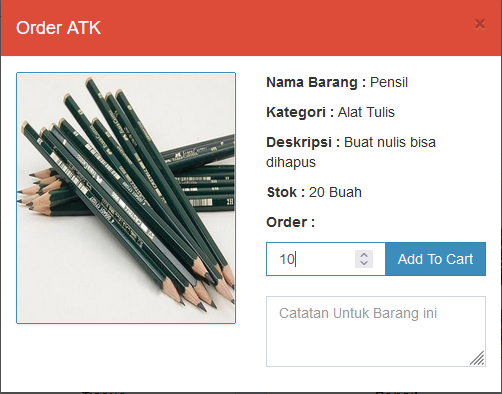 Order ATK
×
Nama Barang : Pensil
Kategori : Alat Tulis
Deskripsi : Buat nulis bisa
dihapus
Stok : 20 Buah
Order :
10
Add To Cart
Catatan Untuk Barang ini